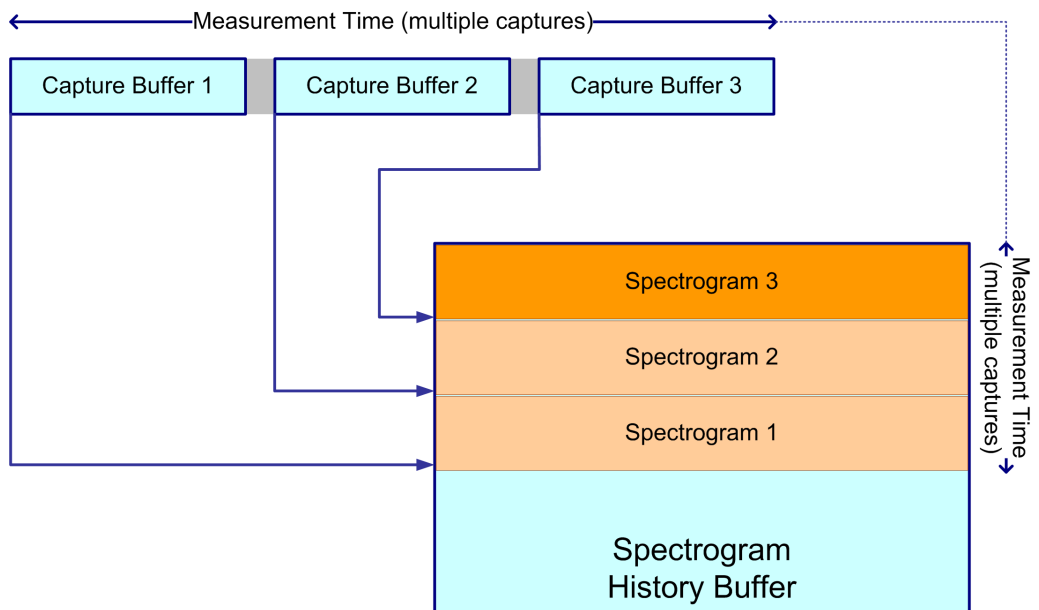 Measurement Time (multiple captures)
Capture Buffer 1
Capture Buffer 2
Capture Buffer 3
Spectrogram 3
Spectrogram 2
Spectrogram 1
Measurement Time
(multiple captures)
Spectrogram
History Buffer